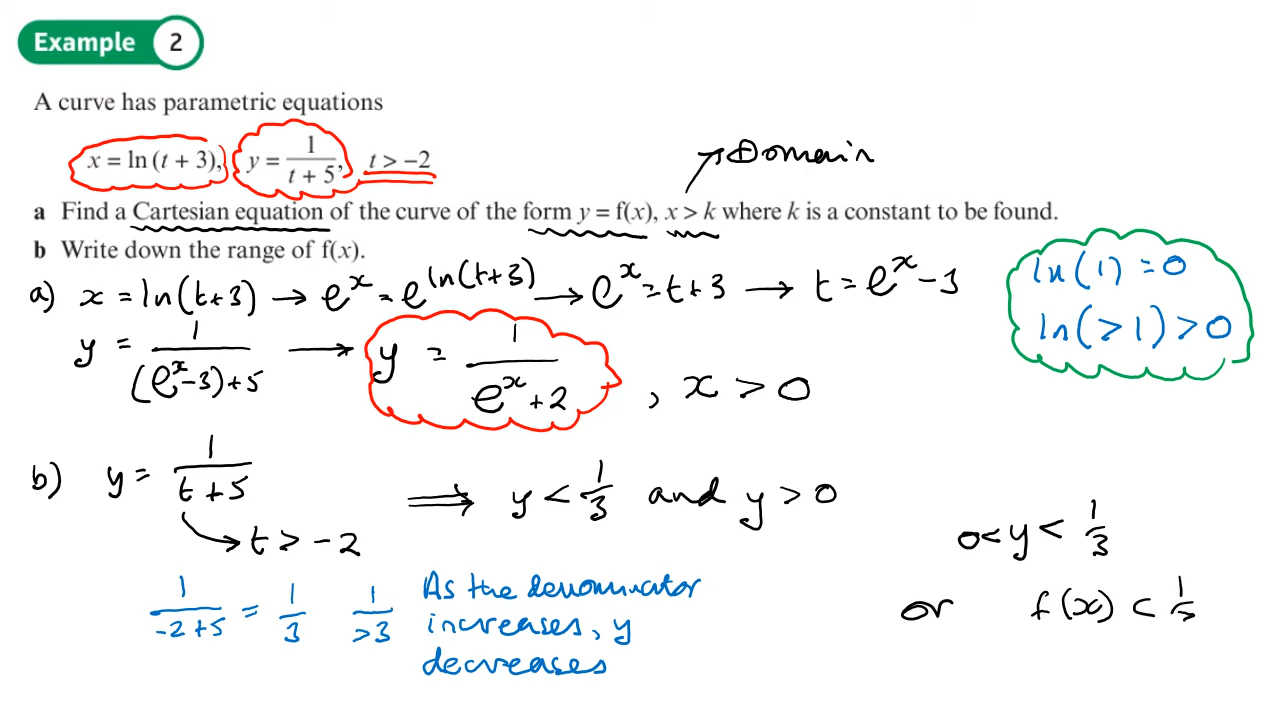 Example 2
A curve has parametric equations
x = ln (t + 3), y = 1/(t + 5), t > −2
→ Domain
a Find a Cartesian equation of the curve of the form y = f(x), x > k where k is a constant to be found.
b Write down the range of f(x).
a) x = ln(t+3) → e^x = e^ln(t+3) → e^x = t+3 → t = e^x − 3
ln(1) = 0
ln(>1) > 0
y = 1/((e^x−3)+5) → y = 1/(e^x+2) , x > 0
b) y = 1/(t+5) ⟹ y < 1/3 and y > 0
→ t > −2
0< y < 1/3
1/(−2+5) = 1/3 1/>3 As the denominator
increases, y
decreases
or f(x) <